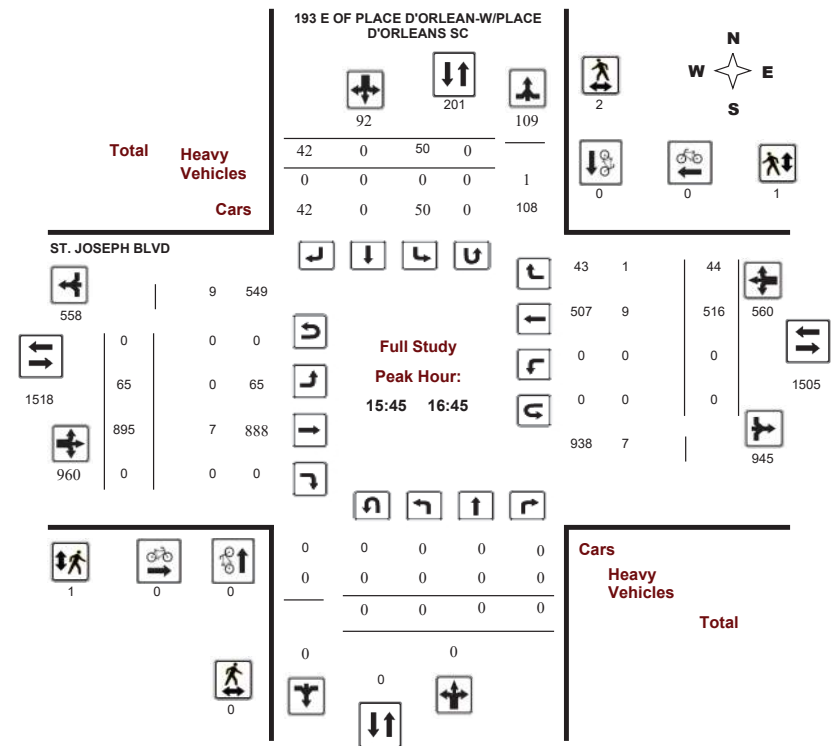 193 E OF PLACE D'ORLEAN-W/PLACE
D'ORLEANS SC
N
W E
S
201
92 109
2
Total Heavy
Vehicles
42 0 50 0
0 0 0 0 1
Cars 42 0 50 0 108
0 0 1
ST. JOSEPH BLVD
558 9 549
43 1 44
507 9 516 560
0 0 0
65 0 65
895 7 888
0 0 0
1518
960
Full Study
Peak Hour:
15:45 16:45
0 0 0
0 0 0
1505
938 7 945
0 0 0 0 0
0 0 0 0 0
0 0 0 0
0 0
0
1 0 0
0
Cars
Heavy
Vehicles
Total